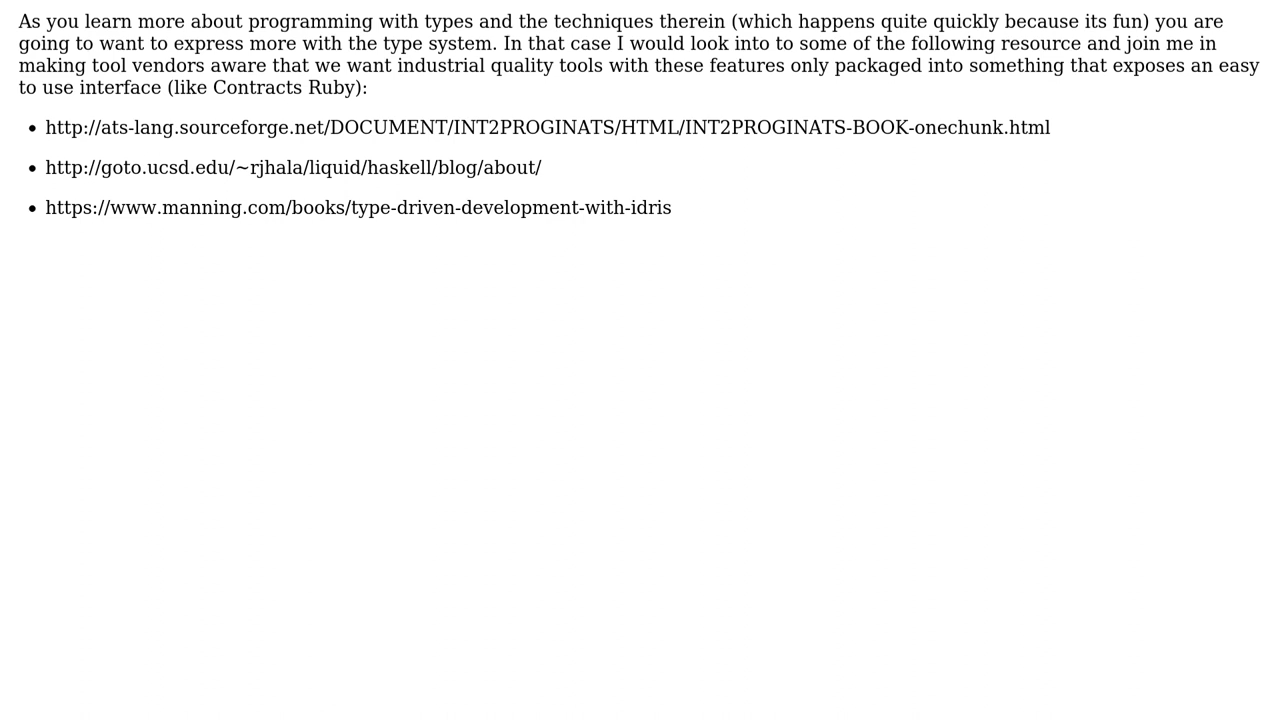 As you learn more about programming with types and the techniques therein (which happens quite quickly because its fun) you are
going to want to express more with the type system. In that case I would look into to some of the following resource and join me in
making tool vendors aware that we want industrial quality tools with these features only packaged into something that exposes an easy
to use interface (like Contracts Ruby):
• http://ats-lang.sourceforge.net/DOCUMENT/INT2PROGINATS/HTML/INT2PROGINATS-BOOK-onechunk.html
• http://goto.ucsd.edu/~rjhala/liquid/haskell/blog/about/
• https://www.manning.com/books/type-driven-development-with-idris